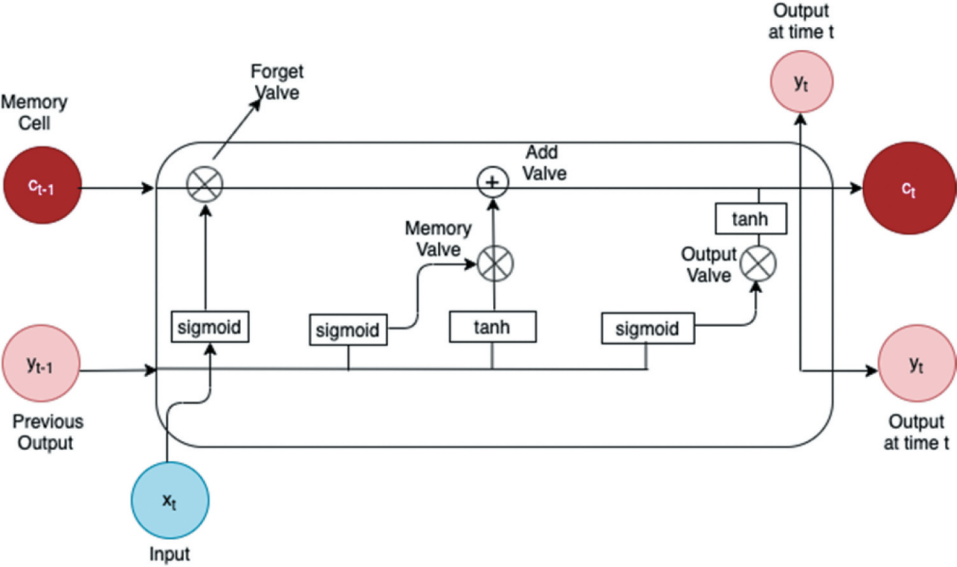 Output
at time t
yt
Forget
Valve
Memory
Cell
ct-1
Add
Valve
+
ct
tanh
Memory
Valve
Output
Valve
sigmoid
sigmoid
tanh
sigmoid
yt-1
yt
Previous
Output
Output
at time t
xt
Input